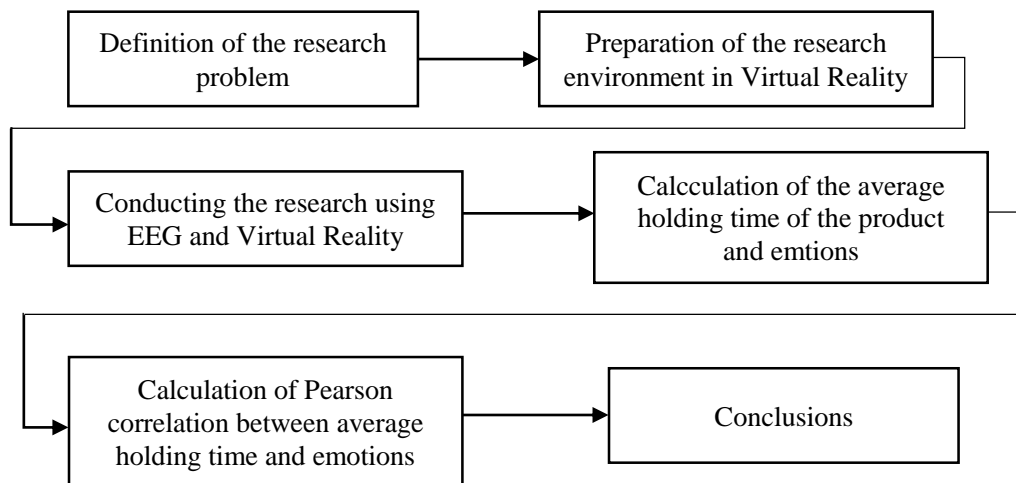 Definition of the research
problem
Preparation of the research
environment in Virtual Reality
Conducting the research using
EEG and Virtual Reality
Calcculation of the average
holding time of the product
and emtions
Calculation of Pearson
correlation between average
holding time and emotions
Conclusions